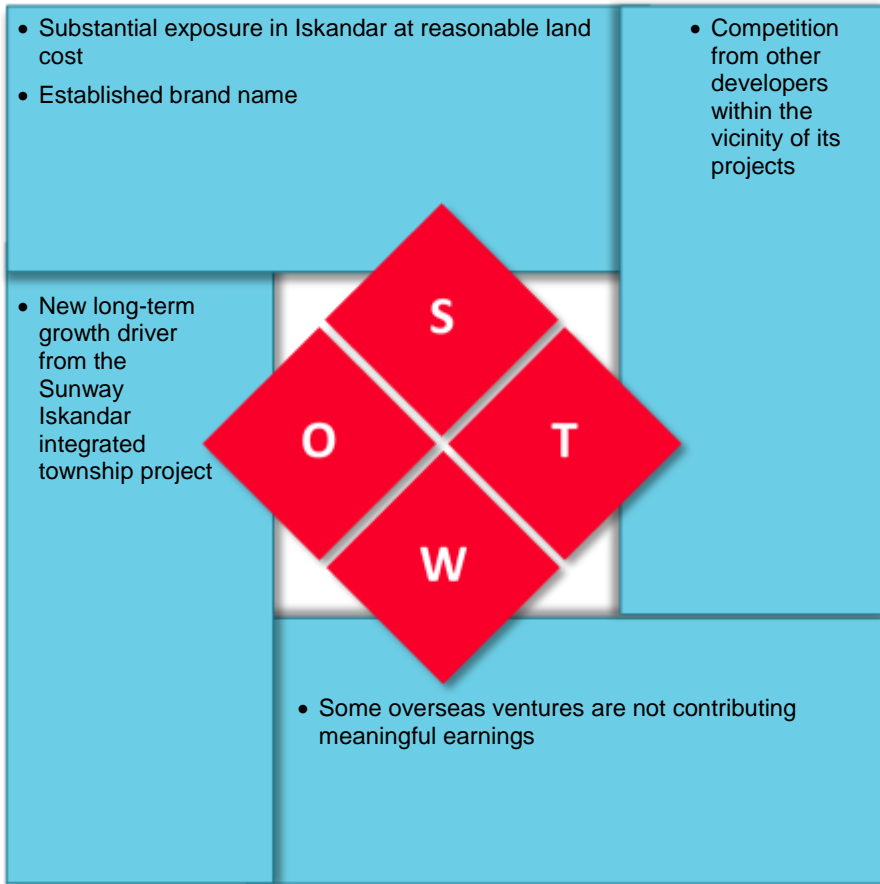 • Substantial exposure in Iskandar at reasonable land
cost
• Established brand name
• Competition
from other
developers
within the
vicinity of its
projects
• New long-term
growth driver
from the
Sunway
Iskandar
integrated
township project
S
O
T
W
• Some overseas ventures are not contributing
meaningful earnings